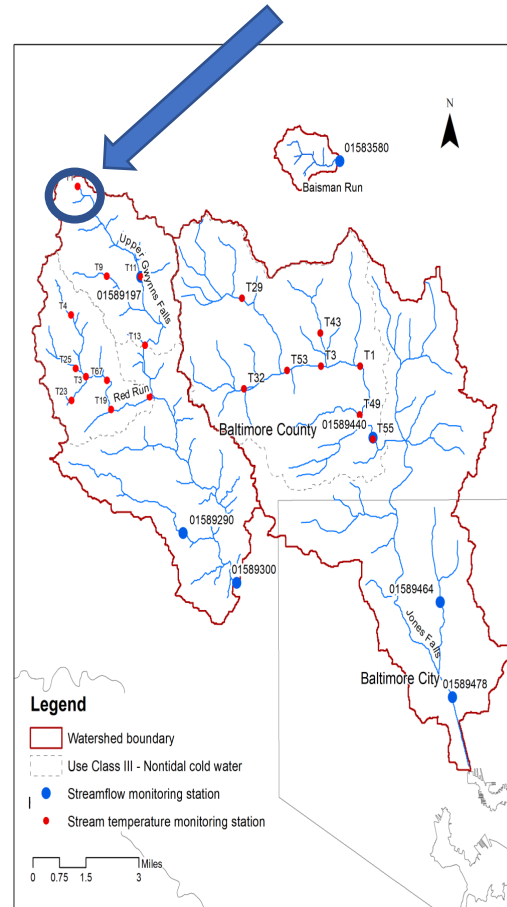 N
01583580
Baisman Run
Upper Gwynns Falls
T9
T11
01589197
T29
T4
T43
T13
T25
T3
T67
T53
T3
T1
T32
T23
T19
Red Run
T49
Baltimore County
01589440
T55
01589290
01589300
01589464
Jones Falls
Baltimore City
01589478
Legend
Watershed boundary
Use Class III - Nontidal cold water
Streamflow monitoring station
Stream temperature monitoring station
Miles
0 0.75 1.5 3